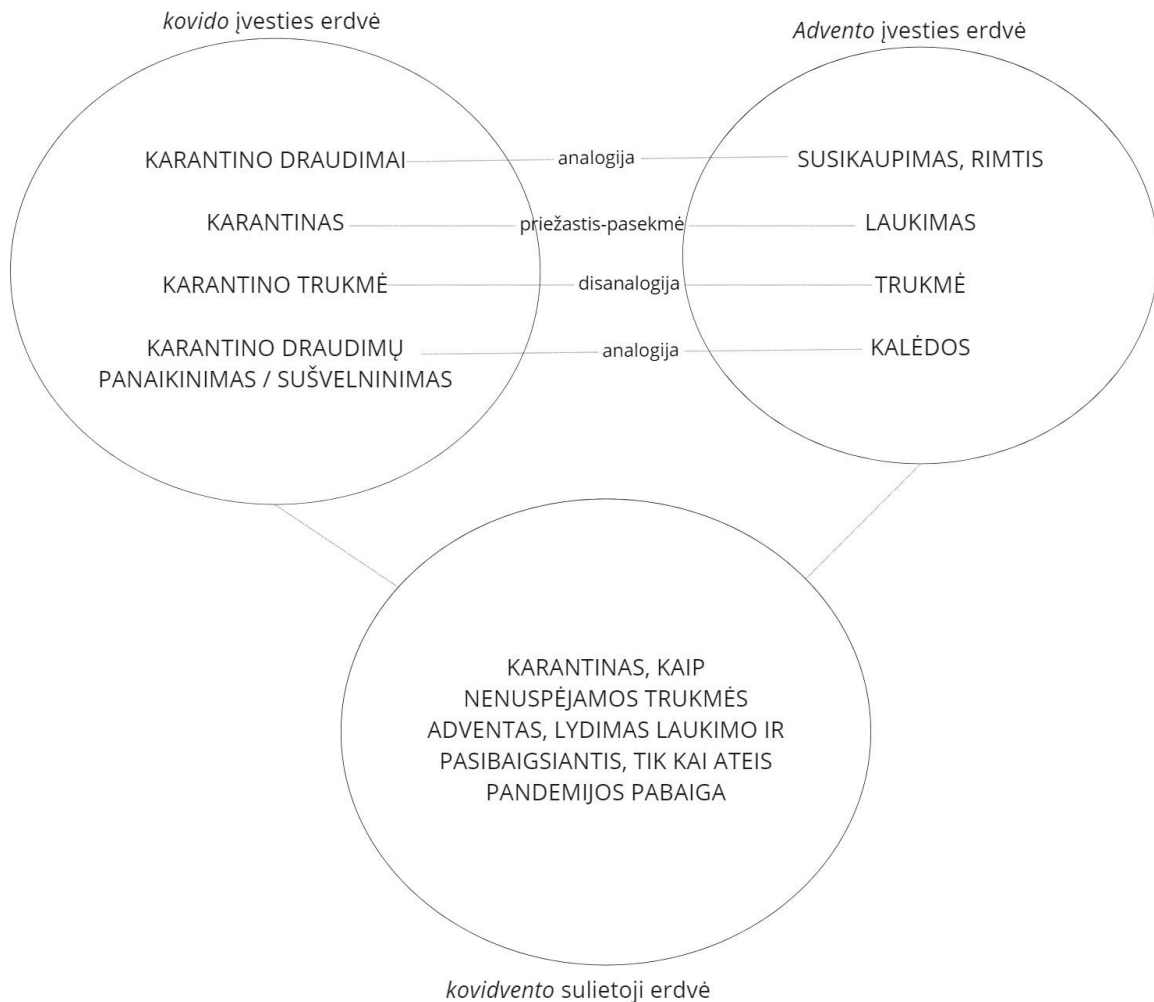 kovido įvesties erdvė
Advento įvesties erdvė
KARANTINO DRAUDIMAI
analogija
SUSIKAUPIMAS, RIMTIS
KARANTINAS
priežastis-pasekmė
LAUKIMAS
KARANTINO TRUKMĖ
disanalogija
TRUKMĖ
KARANTINO DRAUDIMŲ
PANAIKINIMAS / SUŠVELNINIMAS
analogija
KALĖDOS
KARANTINAS, KAIP
NENUSPĖJAMOS TRUKMĖS
ADVENTAS, LYDIMAS LAUKIMO IR
PASIBAIGSIANTIS, TIK KAI ATEIS
PANDEMIJOS PABAIGA
kovidvento sulietoji erdvė